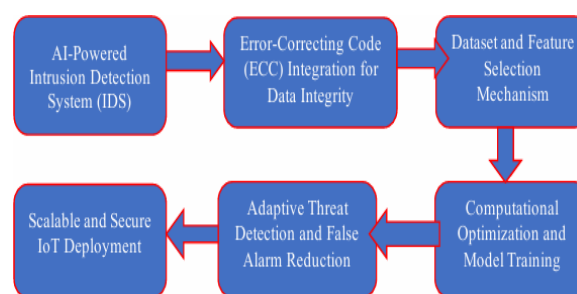 AI-Powered
Intrusion Detection
System (IDS)
Error-Correcting Code
(ECC) Integration for
Data Integrity
Dataset and Feature
Selection
Mechanism
Scalable and Secure
IoT Deployment
Adaptive Threat
Detection and False
Alarm Reduction
Computational
Optimization and
Model Training